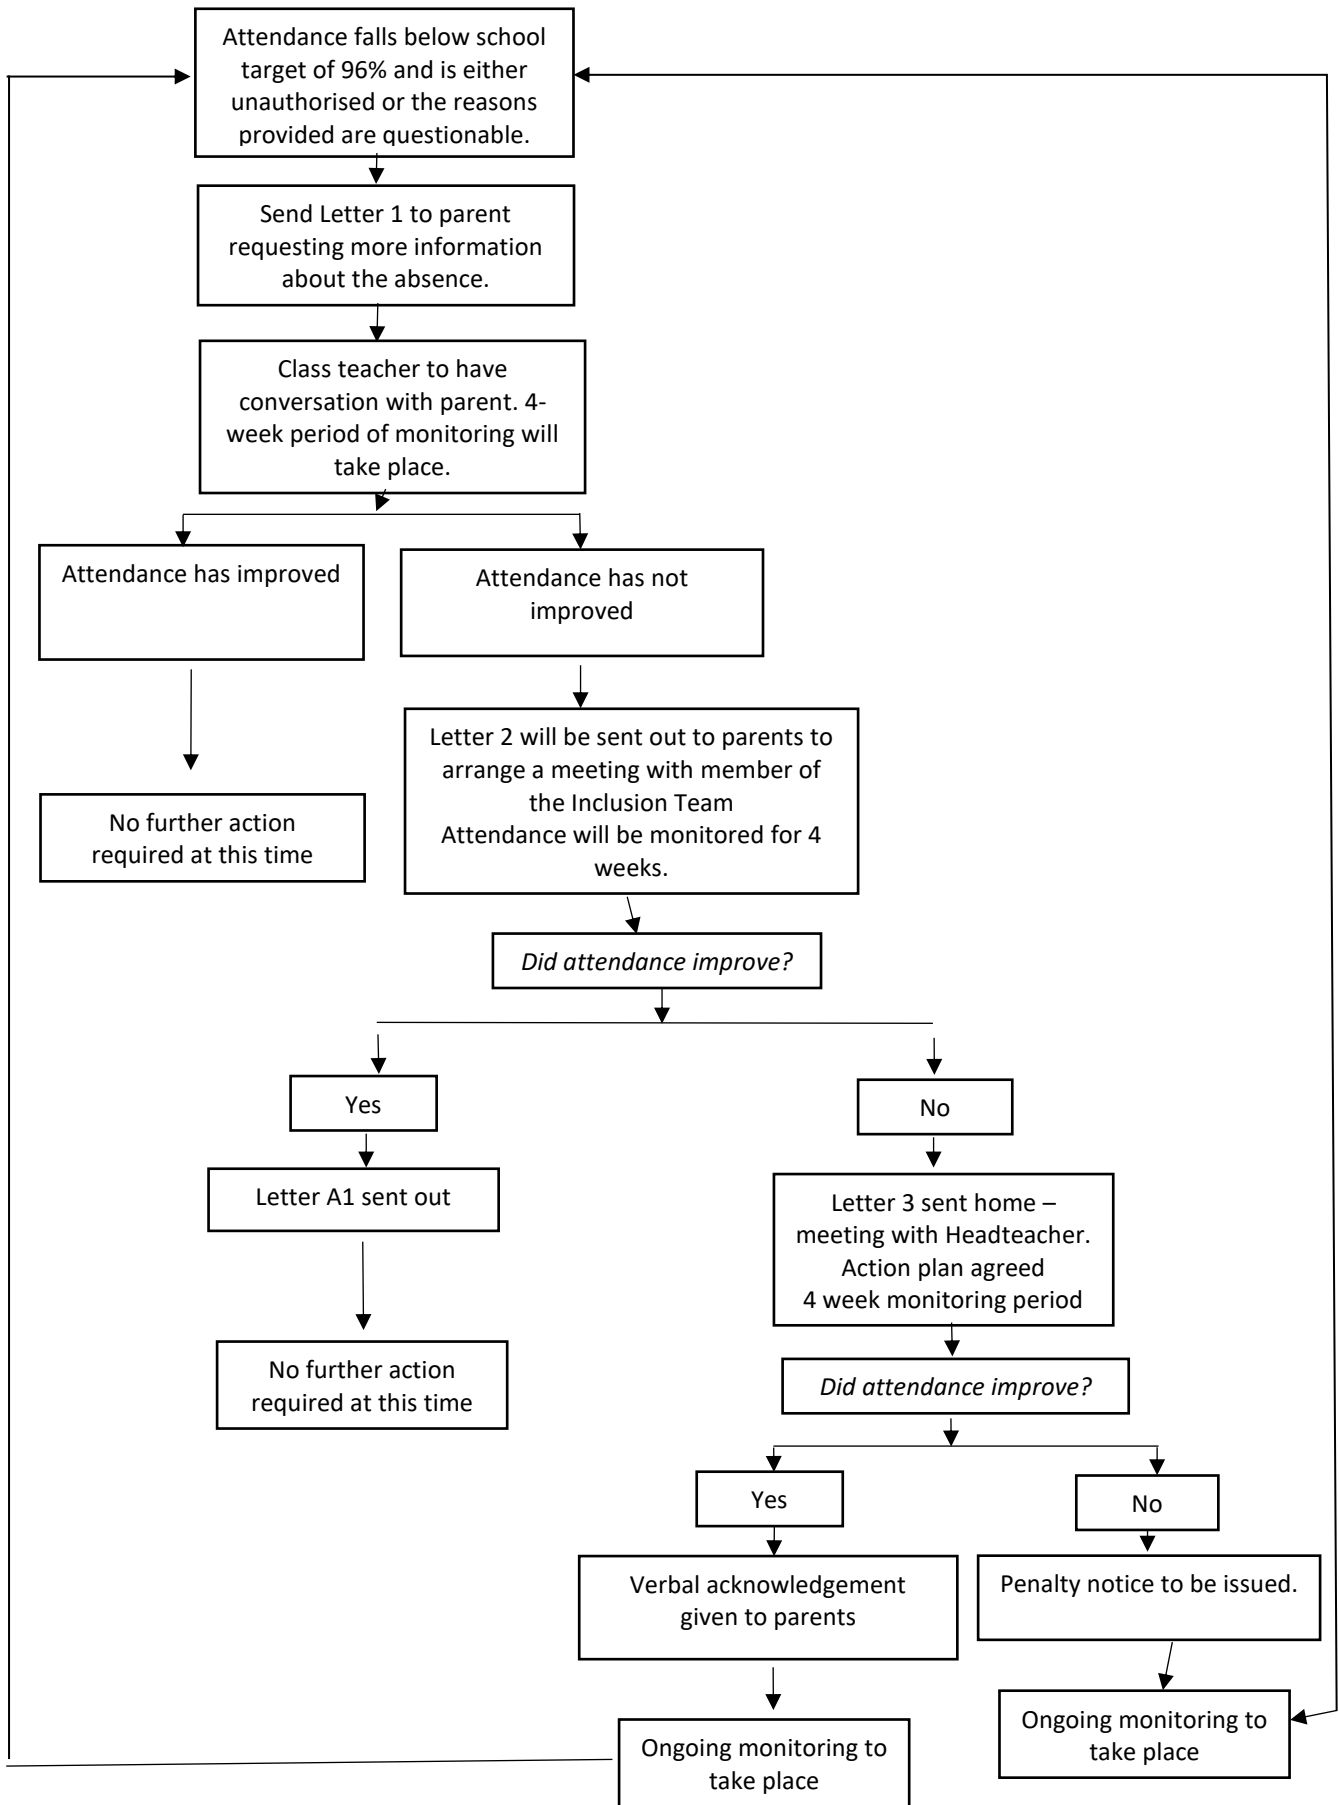 Attendance falls below school
target of 96% and is either
unauthorised or the reasons
provided are questionable.
Send Letter 1 to parent
requesting more information
about the absence.
Class teacher to have
conversation with parent. 4-
week period of monitoring will
take place.
Attendance has improved
Attendance has not
improved
No further action
required at this time
Letter 2 will be sent out to parents to
arrange a meeting with member of
the Inclusion Team
Attendance will be monitored for 4
weeks.
Did attendance improve?
Yes
No
Letter A1 sent out
Letter 3 sent home –
meeting with Headteacher.
Action plan agreed
4 week monitoring period
No further action
required at this time
Did attendance improve?
Yes
No
Verbal acknowledgement
given to parents
Penalty notice to be issued.
Ongoing monitoring to
take place
Ongoing monitoring to
take place